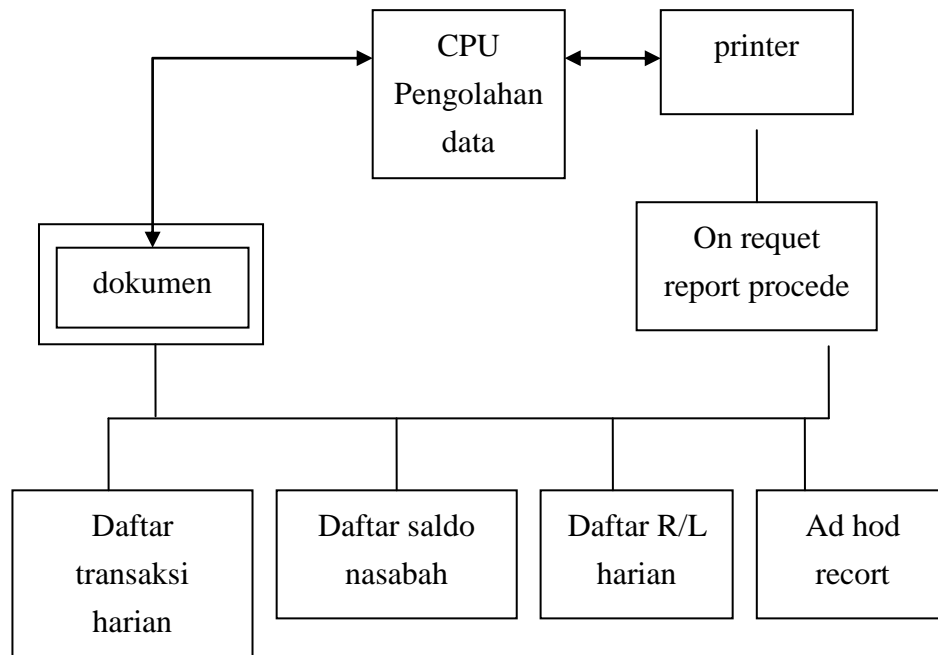 CPU
Pengolahan
data
printer
dokumen
On requet
report procede
Daftar
transaksi
harian
Daftar saldo
nasabah
Daftar R/L
harian
Ad hod
recort